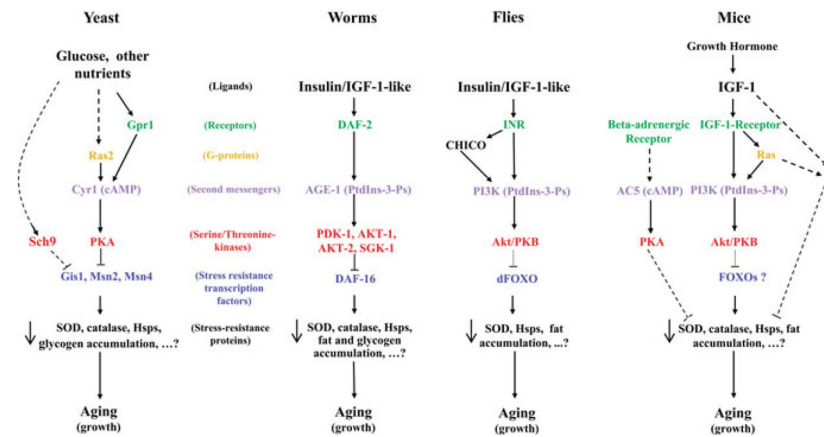 Yeast
Glucose, other
nutrients
Gpr1
Ras2
Cyr1 (cAMP)
Sch9
PKA
Gis1, Msn2, Msn4
SOD, catalase, Hsps,
glycogen accumulation, …?
Aging
(growth)
(Ligands)
(Receptors)
(G-proteins)
(Second messengers)
(Serine/Threonine-
kinases)
(Stress resistance
transcription
factors)
(Stress-resistance
proteins)
Worms
Insulin/IGF-1-like
DAF-2
AGE-1 (PtdIns-3-Ps)
PDK-1, AKT-1,
AKT-2, SGK-1
DAF-16
SOD, catalase, Hsps,
fat and glycogen
accumulation, …?
Aging
(growth)
Flies
Insulin/IGF-1-like
INR
CHICO
PI3K (PtdIns-3-Ps)
Akt/PKB
dFOXO
SOD, Hsps, fat
accumulation, ...?
Aging
(growth)
Mice
Growth Hormone
IGF-1
Beta-adrenergic
Receptor
IGF-1-Receptor
Ras
AC5 (cAMP)
PI3K (PtdIns-3-Ps)
PKA
Akt/PKB
FOXOs ?
SOD, catalase, Hsps, fat
accumulation, …?
Aging
(growth)